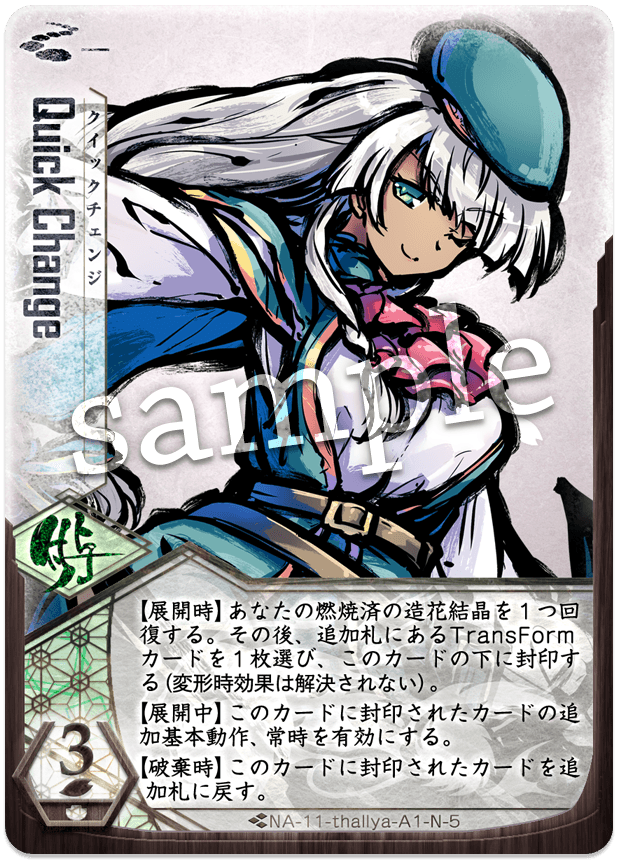 Quick Change
クイックチェンジ
sample
付与
【展開時】あなたの燃焼済の造花結晶を１つ回
復する。その後、追加札にあるTransForm
カードを１枚選び、このカードの下に封印す
る（変形時効果は解決されない）。
【展開中】このカードに封印されたカードの追
加基本動作、常時を有効にする。
【破棄時】このカードに封印されたカードを追
加札に戻す。
3
NA-11-thallya-A1-N-5